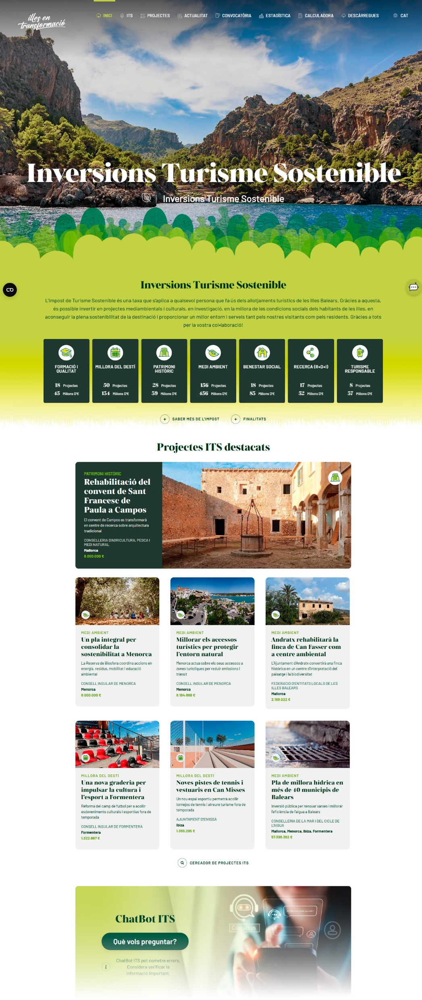 illes en
transformació
INICI
ITS
PROJECTES
ACTUALITAT
CONVOCATÒRIA
ESTADÍSTICA
CALCULADORA
DESCÀRREGUES
CAT
Inversions Turisme Sostenible
Inversions Turisme Sostenible
Inversions Turisme Sostenible
L'Impost de Turisme Sostenible és una taxa que s'aplica a qualsevol persona que fa ús dels allotjaments turístics de les Illes Balears. Gràcies a aquesta,
és possible invertir en projectes mediambientals i culturals, en investigació, en la millora de les condicions socials dels habitants de les illes, en
aconseguir la plena sostenibilitat de la destinació i proporcionar un millor entorn i serveis tant pels nostres visitants com pels residents. Gràcies a tots
per la vostra col•laboració!
FORMACIÓ I
QUALITAT
18 Projectes
45 Milions D'€
MILLORA DEL DESTÍ
50 Projectes
134 Milions D'€
PATRIMONI
HISTÒRIC
28 Projectes
39 Milions D'€
MEDI AMBIENT
156 Projectes
456 Milions D'€
BENESTAR SOCIAL
18 Projectes
83 Milions D'€
RECERCA (R+D+I)
17 Projectes
52 Milions D'€
TURISME
RESPONSABLE
8 Projectes
37 Milions D'€
SABER MÉS DE L'IMPOST
FINALITATS
Projectes ITS destacats
PATRIMONI HISTÒRIC
Rehabilitació del
convent de Sant
Francesc de
Paula a Campos
El convent de Campos es transformarà
en centre de recerca sobre arquitectura
tradicional
CONSELLERIA D'AGRICULTURA, PESCA I
MEDI NATURAL
Mallorca
6.000.000 €
MEDI AMBIENT
Un pla integral per
consolidar la
sostenibilitat a Menorca
La Reserva de Biosfera coordina accions en
energia, residus, mobilitat i educació
ambiental
CONSELL INSULAR DE MENORCA
Menorca
8.000.000 €
MEDI AMBIENT
Millorar els accessos
turístics per protegir
l'entorn natural
Menorca actua sobre els seus accessos a
zones turístiques per reduir emissions i
trànsit
CONSELL INSULAR DE MENORCA
Menorca
8.164.888 €
MEDI AMBIENT
Andratx rehabilitarà la
finca de Can Fasser com
a centre ambiental
L'Ajuntament d'Andratx convertirà una finca
històrica en un centre d'interpretació del
paisatge i la biodiversitat
FEDERACIÓ D'ENTITATS LOCALS DE LES
ILLES BALEARS
Mallorca
2.168.022 €
MILLORA DEL DESTÍ
Una nova graderia per
impulsar la cultura i
l'esport a Formentera
Reforma del camp de futbol per a acollir
esdeveniments culturals i esportius fora de
temporada
CONSELL INSULAR DE FORMENTERA
Formentera
1.322.867 €
MILLORA DEL DESTÍ
Noves pistes de tennis i
vestuaris en Can Misses
Un nou espai esportiu permetrà acollir
tornejos de tennis i atreure turisme fora de
temporada
AJUNTAMENT D'EIVISSA
Ibiza
1.355.295 €
MEDI AMBIENT
Pla de millora hídrica en
més de 40 municipis de
Balears
Inversió pública per renovar xarxes i millorar
l'eficiència de l'aigua a Balears
CONSELLERIA DE LA MAR I DEL CICLE DE
L'AIGUA
Mallorca, Menorca, Ibiza, Formentera
57.398.362 €
CERCADOR DE PROJECTES ITS
ChatBot ITS
Què vols preguntar?
ChatBot ITS pot cometre errors.
Considera verificar la
informació important.
Contact us
Hi! What can I help you with?